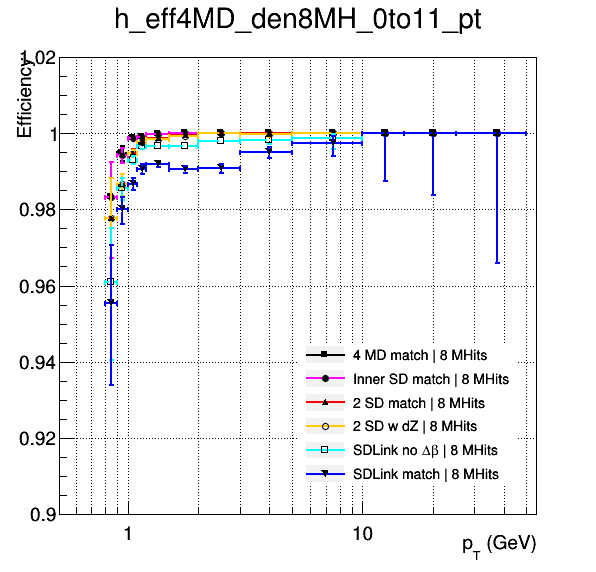 h_eff4MD_den8MH_0to11_pt
Efficiency
1.02
1
0.98
0.96
0.94
0.92
0.9
4 MD match | 8 MHits
Inner SD match | 8 MHits
2 SD match | 8 MHits
2 SD w dZ | 8 MHits
SDLink no Δβ | 8 MHits
SDLink match | 8 MHits
1 10
p_T (GeV)